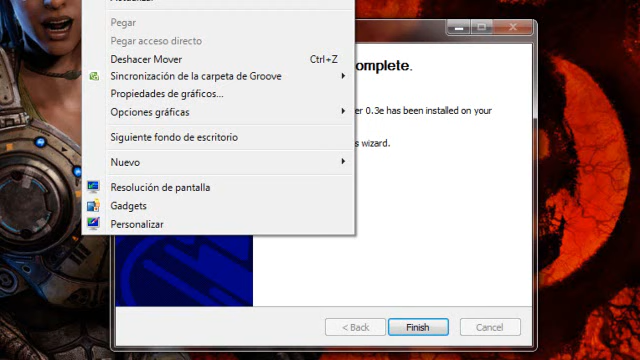 Pegar
Pegar acceso directo
Deshacer Mover Ctrl+Z
Sincronización de la carpeta de Groove
Propiedades de gráficos...
Opciones gráficas
Siguiente fondo de escritorio
Nuevo
Resolución de pantalla
Gadgets
Personalizar
omplete.
er 0.3e has been installed on your
s wizard.
< Back
Finish
Cancel